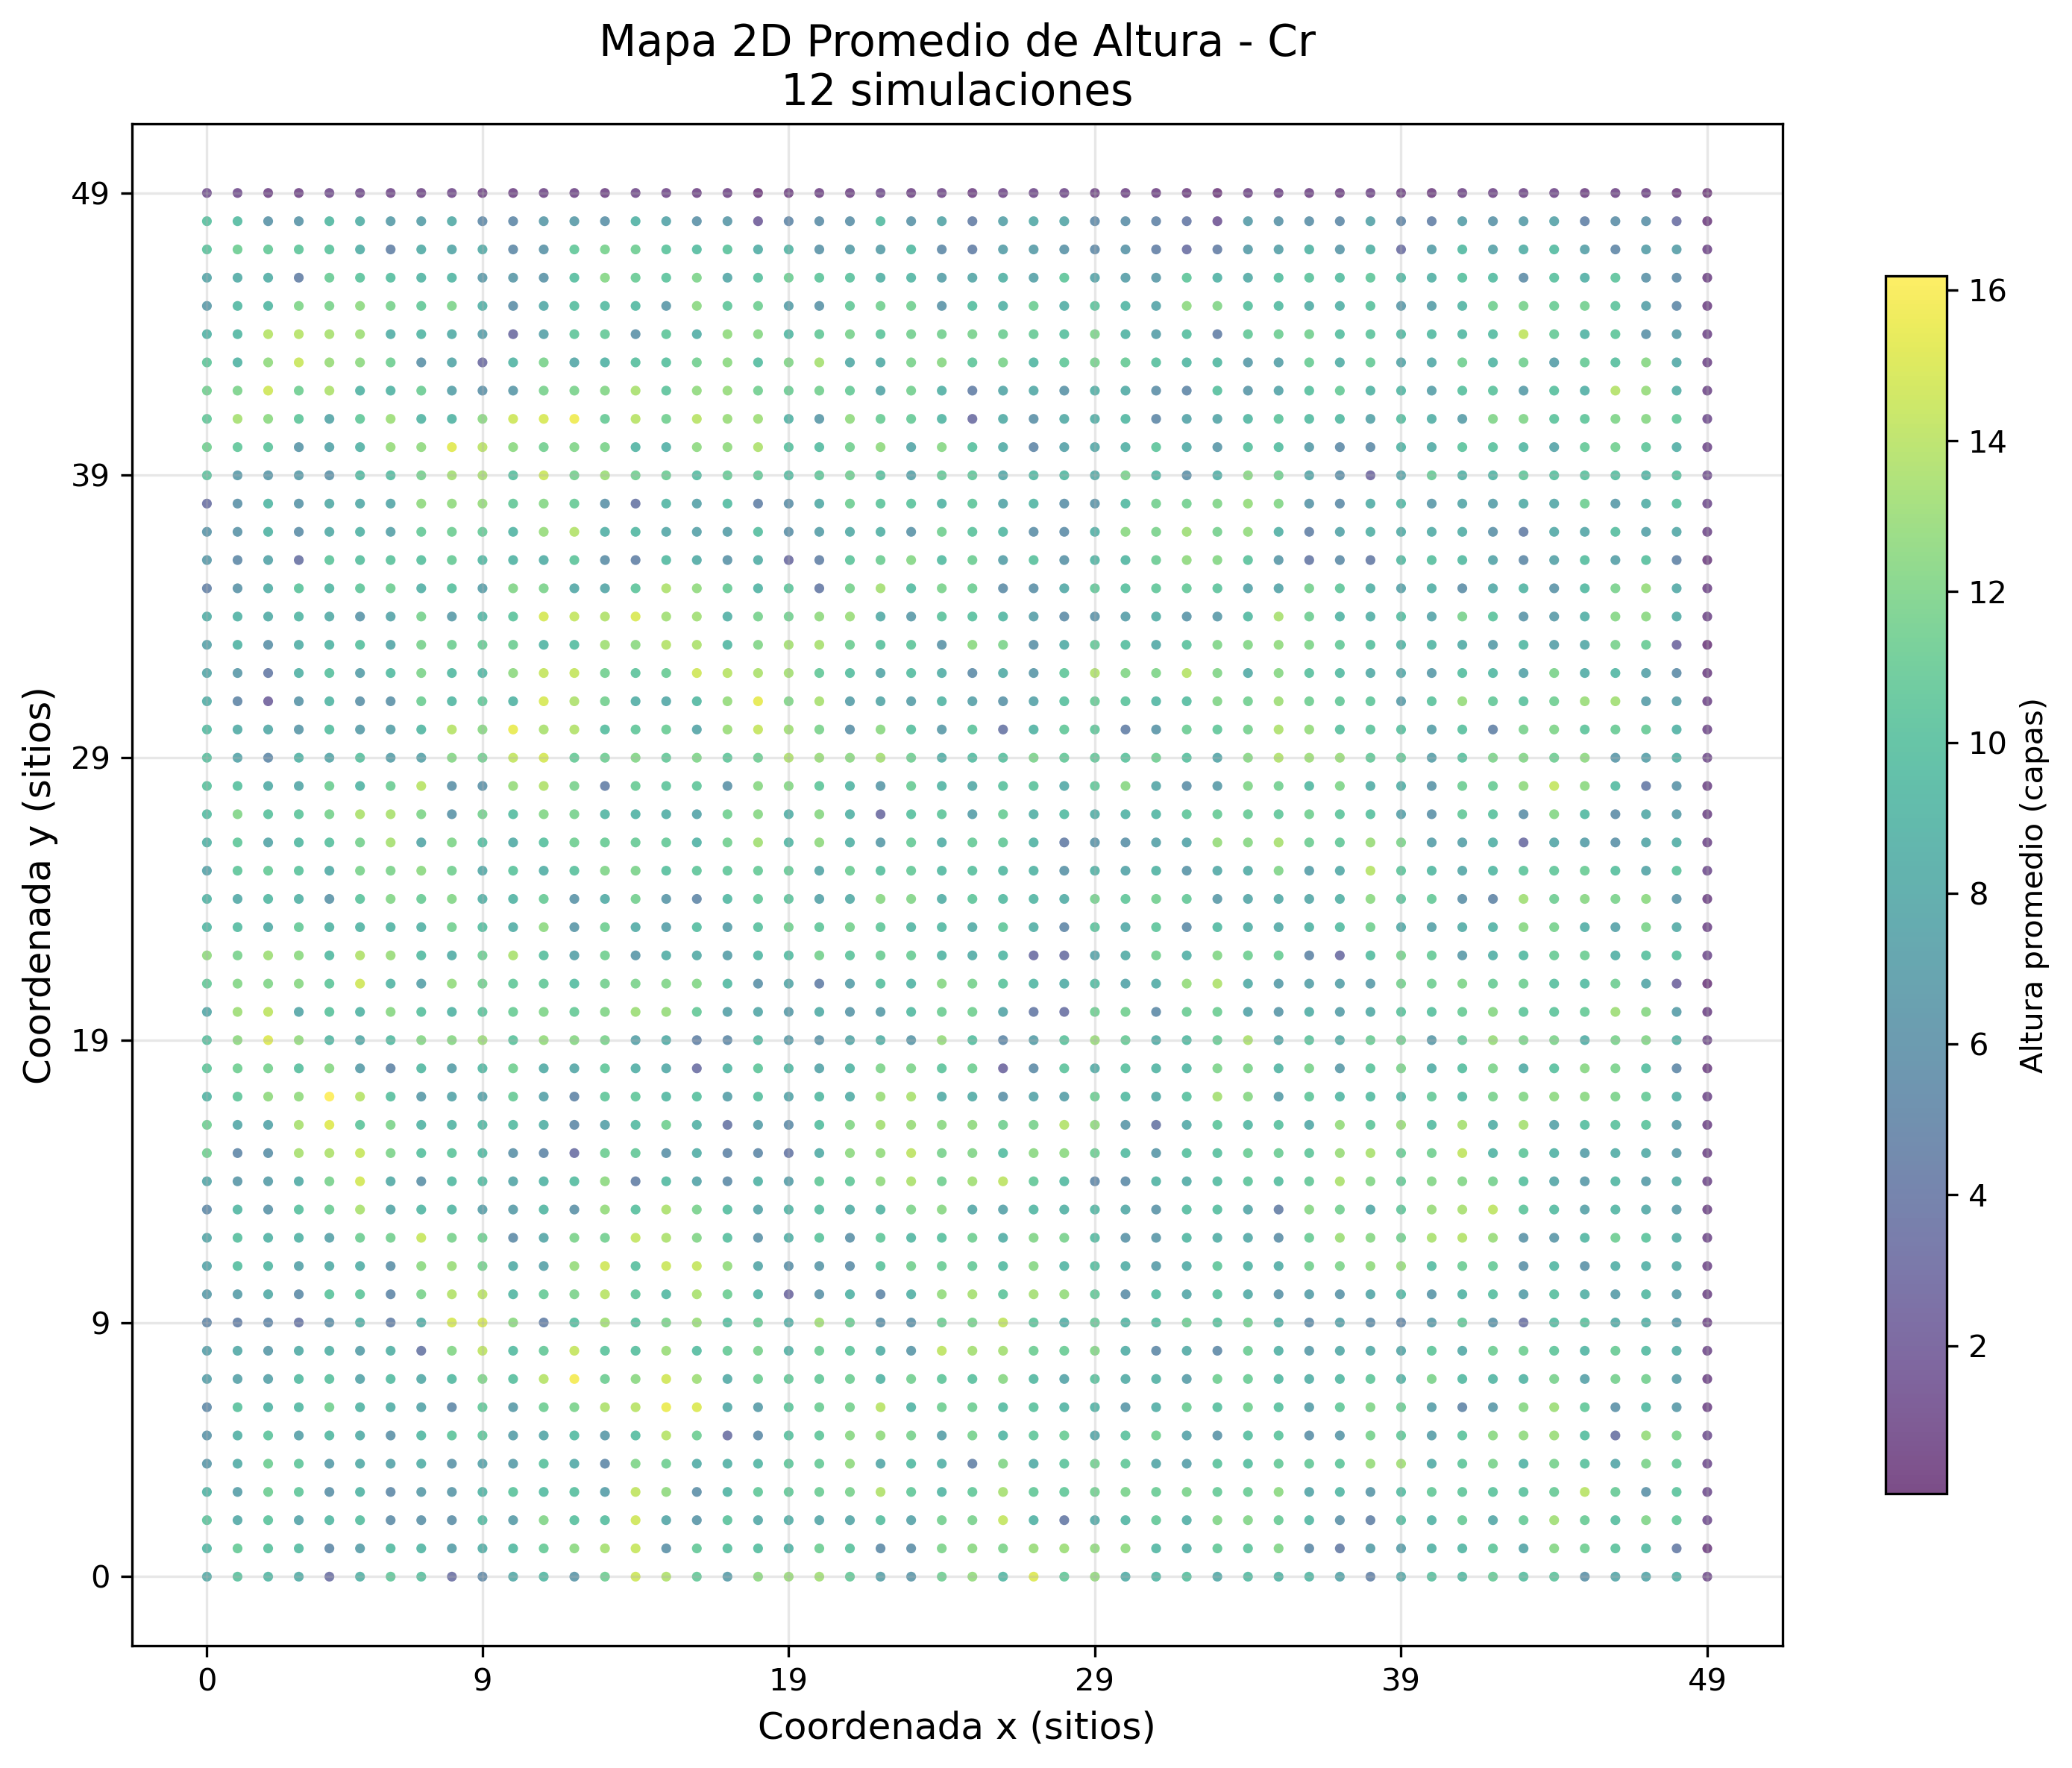 Mapa 2D Promedio de Altura - Cr
12 simulaciones
49
39
29
19
9
0
Coordenada y (sitios)
0 9 19 29 39 49
Coordenada x (sitios)
16
14
12
10
8
6
4
2
Altura promedio (capas)